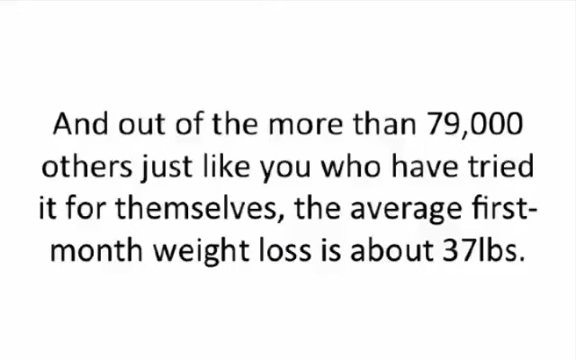 And out of the more than 79,000
others just like you who have tried
it for themselves, the average first-
month weight loss is about 37lbs.